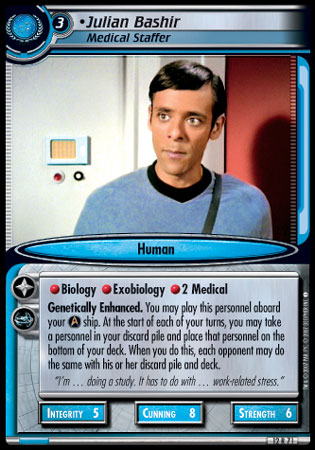 3
•Julian Bashir
Medical Staffer
Human
Biology Exobiology 2 Medical
Genetically Enhanced. You may play this personnel aboard
your ship. At the start of each of your turns, you may take
a personnel in your discard pile and place that personnel on the
bottom of your deck. When you do this, each opponent may do
the same with his or her discard pile and deck.
"I'm ... doing a study. It has to do with ... work-related stress."
INTEGRITY 5 CUNNING 8 STRENGTH 6
12 R 71